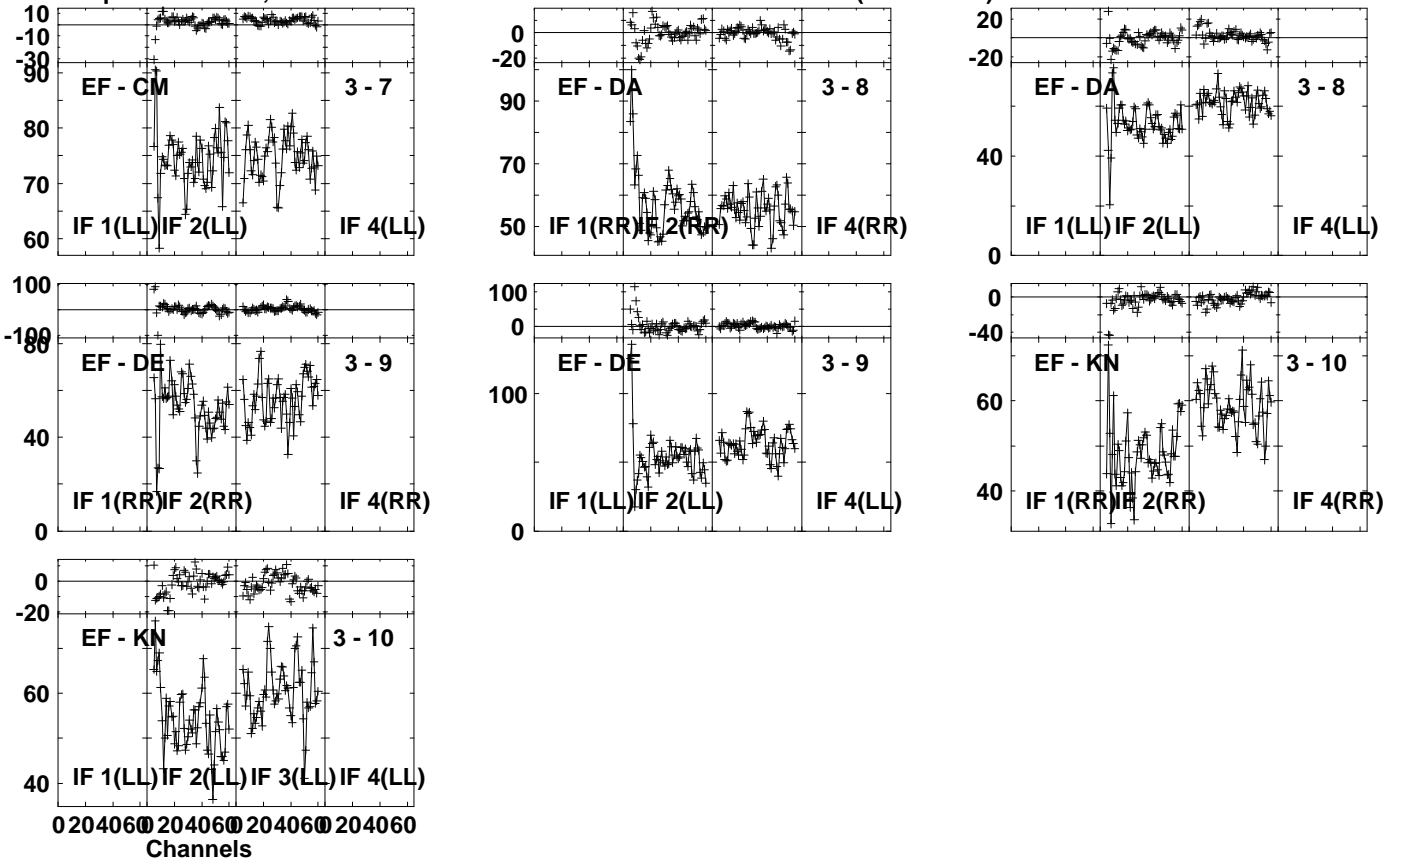 10
-10
-30
EF - CM 3 - 7
90
80
70
60
IF 1(LL) IF 2(LL) IF 4(LL)
0
-20
EF - DA 3 - 8
90
70
50
IF 1(RR) IF 2(RR) IF 4(RR)
20
-20
EF - DA 3 - 8
40
0
IF 1(LL) IF 2(LL) IF 4(LL)
100
-100
80
EF - DE 3 - 9
40
0
IF 1(RR) IF 2(RR) IF 4(RR)
100
0
EF - DE 3 - 9
100
0
IF 1(LL) IF 2(LL) IF 4(LL)
0
-40
EF - KN 3 - 10
60
40
IF 1(RR) IF 2(RR) IF 4(RR)
0
-20
EF - KN 3 - 10
60
40
IF 1(LL) IF 2(LL) IF 3(LL) IF 4(LL)
0 20 40 60 0 20 40 60 0 20 40 60 0 20 40 60
Channels